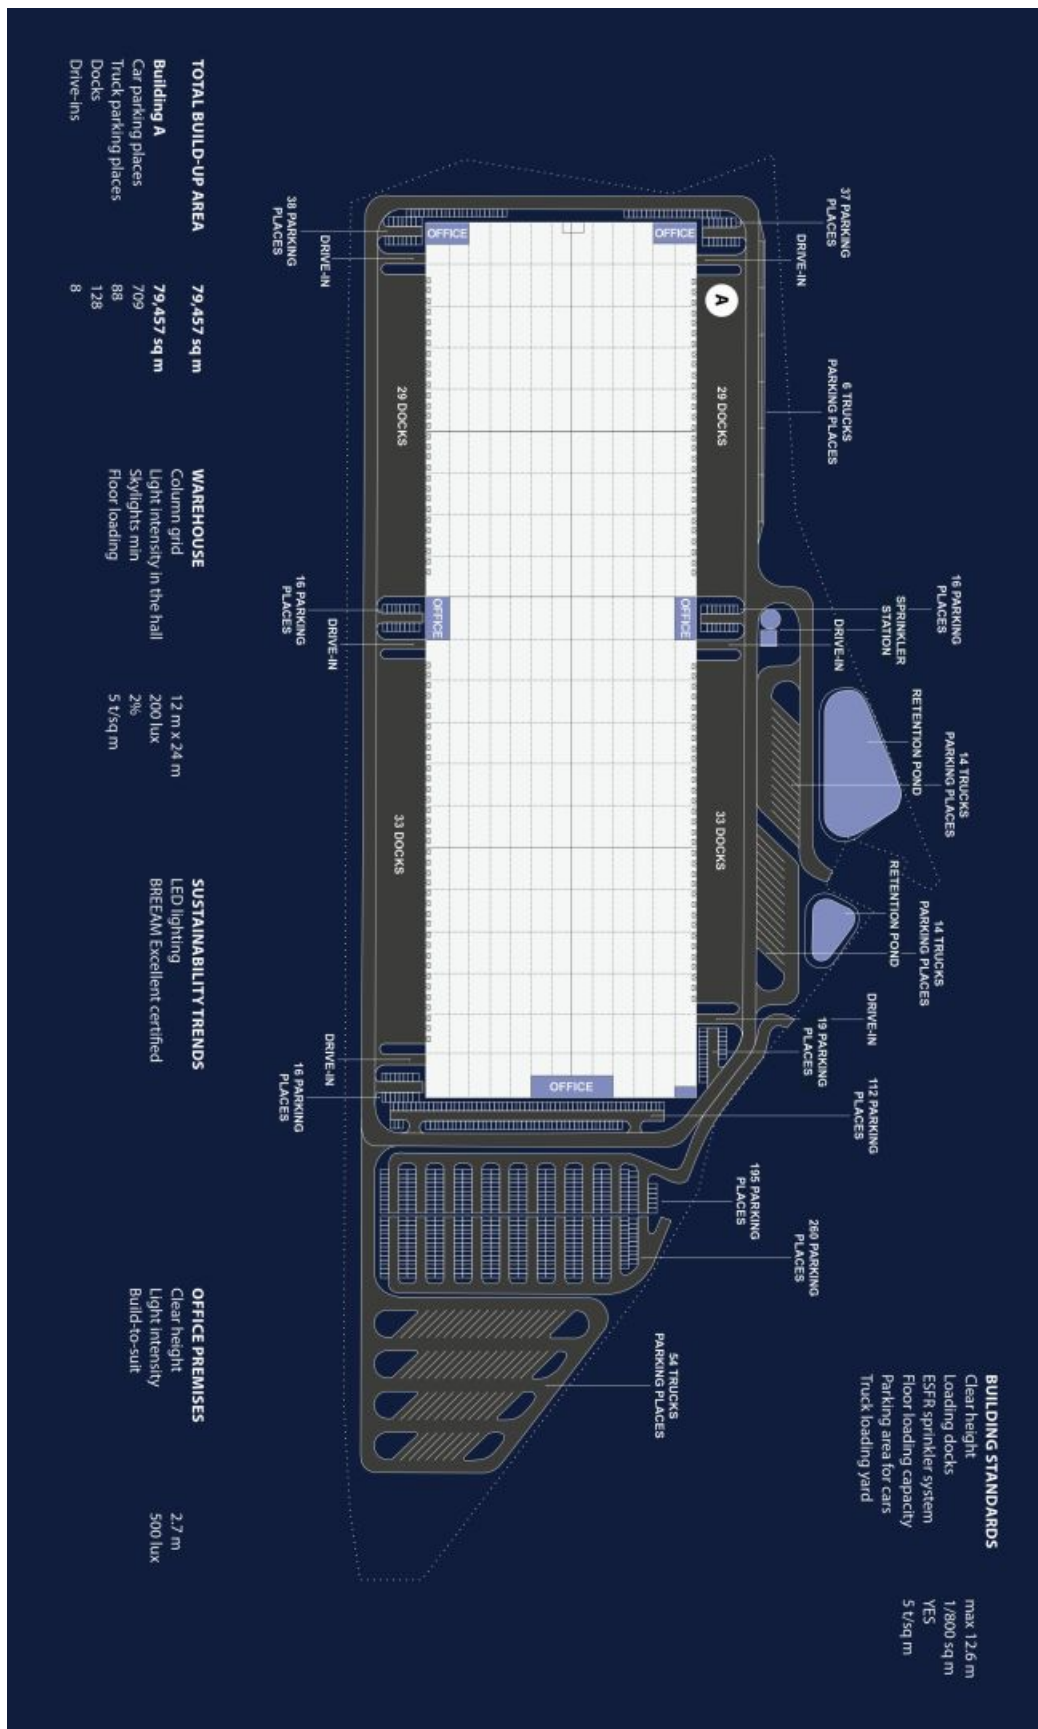 BUILDING STANDARDS
Clear height max 12.6 m
Loading docks 1/800 sq m
ESFR sprinkler system YES
Floor loading capacity 5 t/sq m
Parking area for cars
Truck loading yard
16 PARKING
PLACES
14 TRUCKS
PARKING PLACES
14 TRUCKS
PARKING PLACES
SPRINKLER
STATION
RETENTION POND
RETENTION POND
37 PARKING
PLACES
6 TRUCKS
PARKING PLACES
DRIVE-IN
DRIVE-IN
DRIVE-IN
19 PARKING
PLACES
112 PARKING
PLACES
195 PARKING
PLACES
260 PARKING
PLACES
54 TRUCKS
PARKING PLACES
A
29 DOCKS
33 DOCKS
OFFICE
OFFICE
OFFICE
OFFICE
OFFICE
29 DOCKS
33 DOCKS
DRIVE-IN
DRIVE-IN
DRIVE-IN
38 PARKING
PLACES
16 PARKING
PLACES
16 PARKING
PLACES
TOTAL BUILD-UP AREA 79,457 sq m
Building A 79,457 sq m
Car parking places 709
Truck parking places 88
Docks 128
Drive-ins 8
WAREHOUSE
Column grid 12 m x 24 m
Light intensity in the hall 200 lux
Skylights min 2%
Floor loading 5 t/sq m
SUSTAINABILITY TRENDS
LED lighting
BREEAM Excellent certified
OFFICE PREMISES
Clear height 2.7 m
Light intensity 500 lux
Build-to-suit